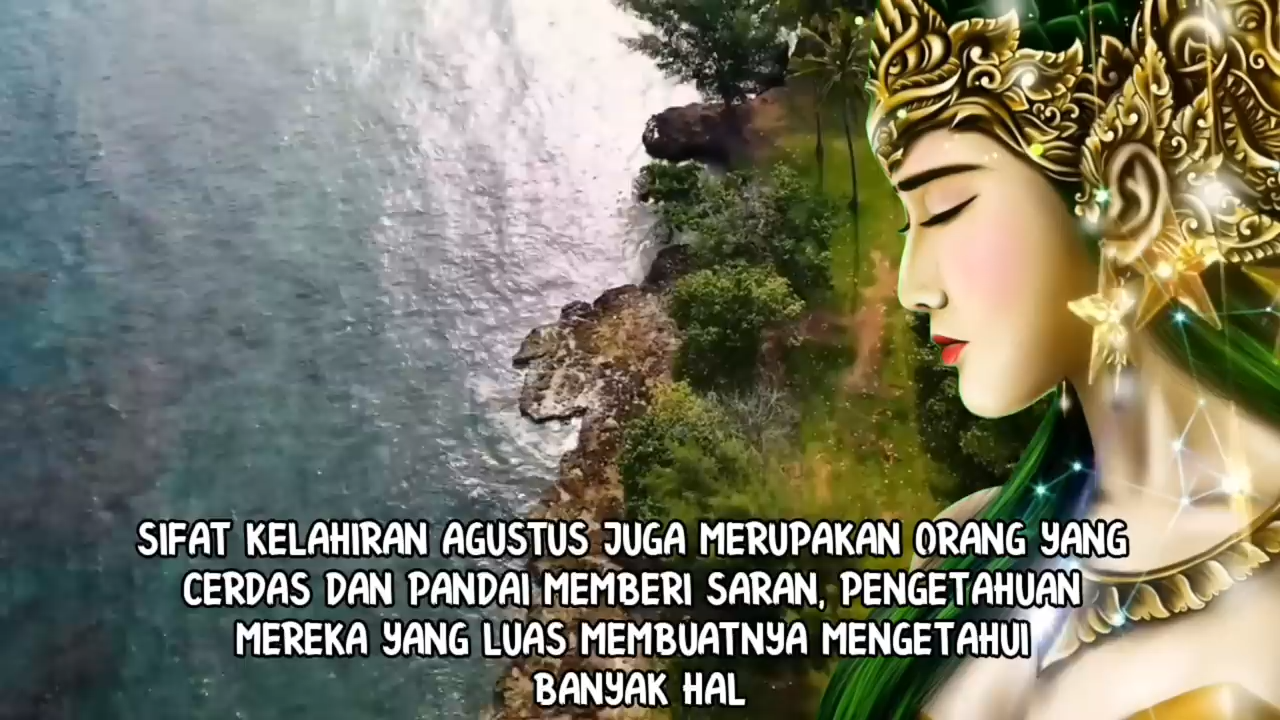 SIFAT KELAHIRAN AGUSTUS JUGA MERUPAKAN ORANG YANG
CERDAS DAN PANDAI MEMBERI SARAN, PENGETAHUAN
MEREKA YANG LUAS MEMBUATNYA MENGETAHUI
BANYAK HAL